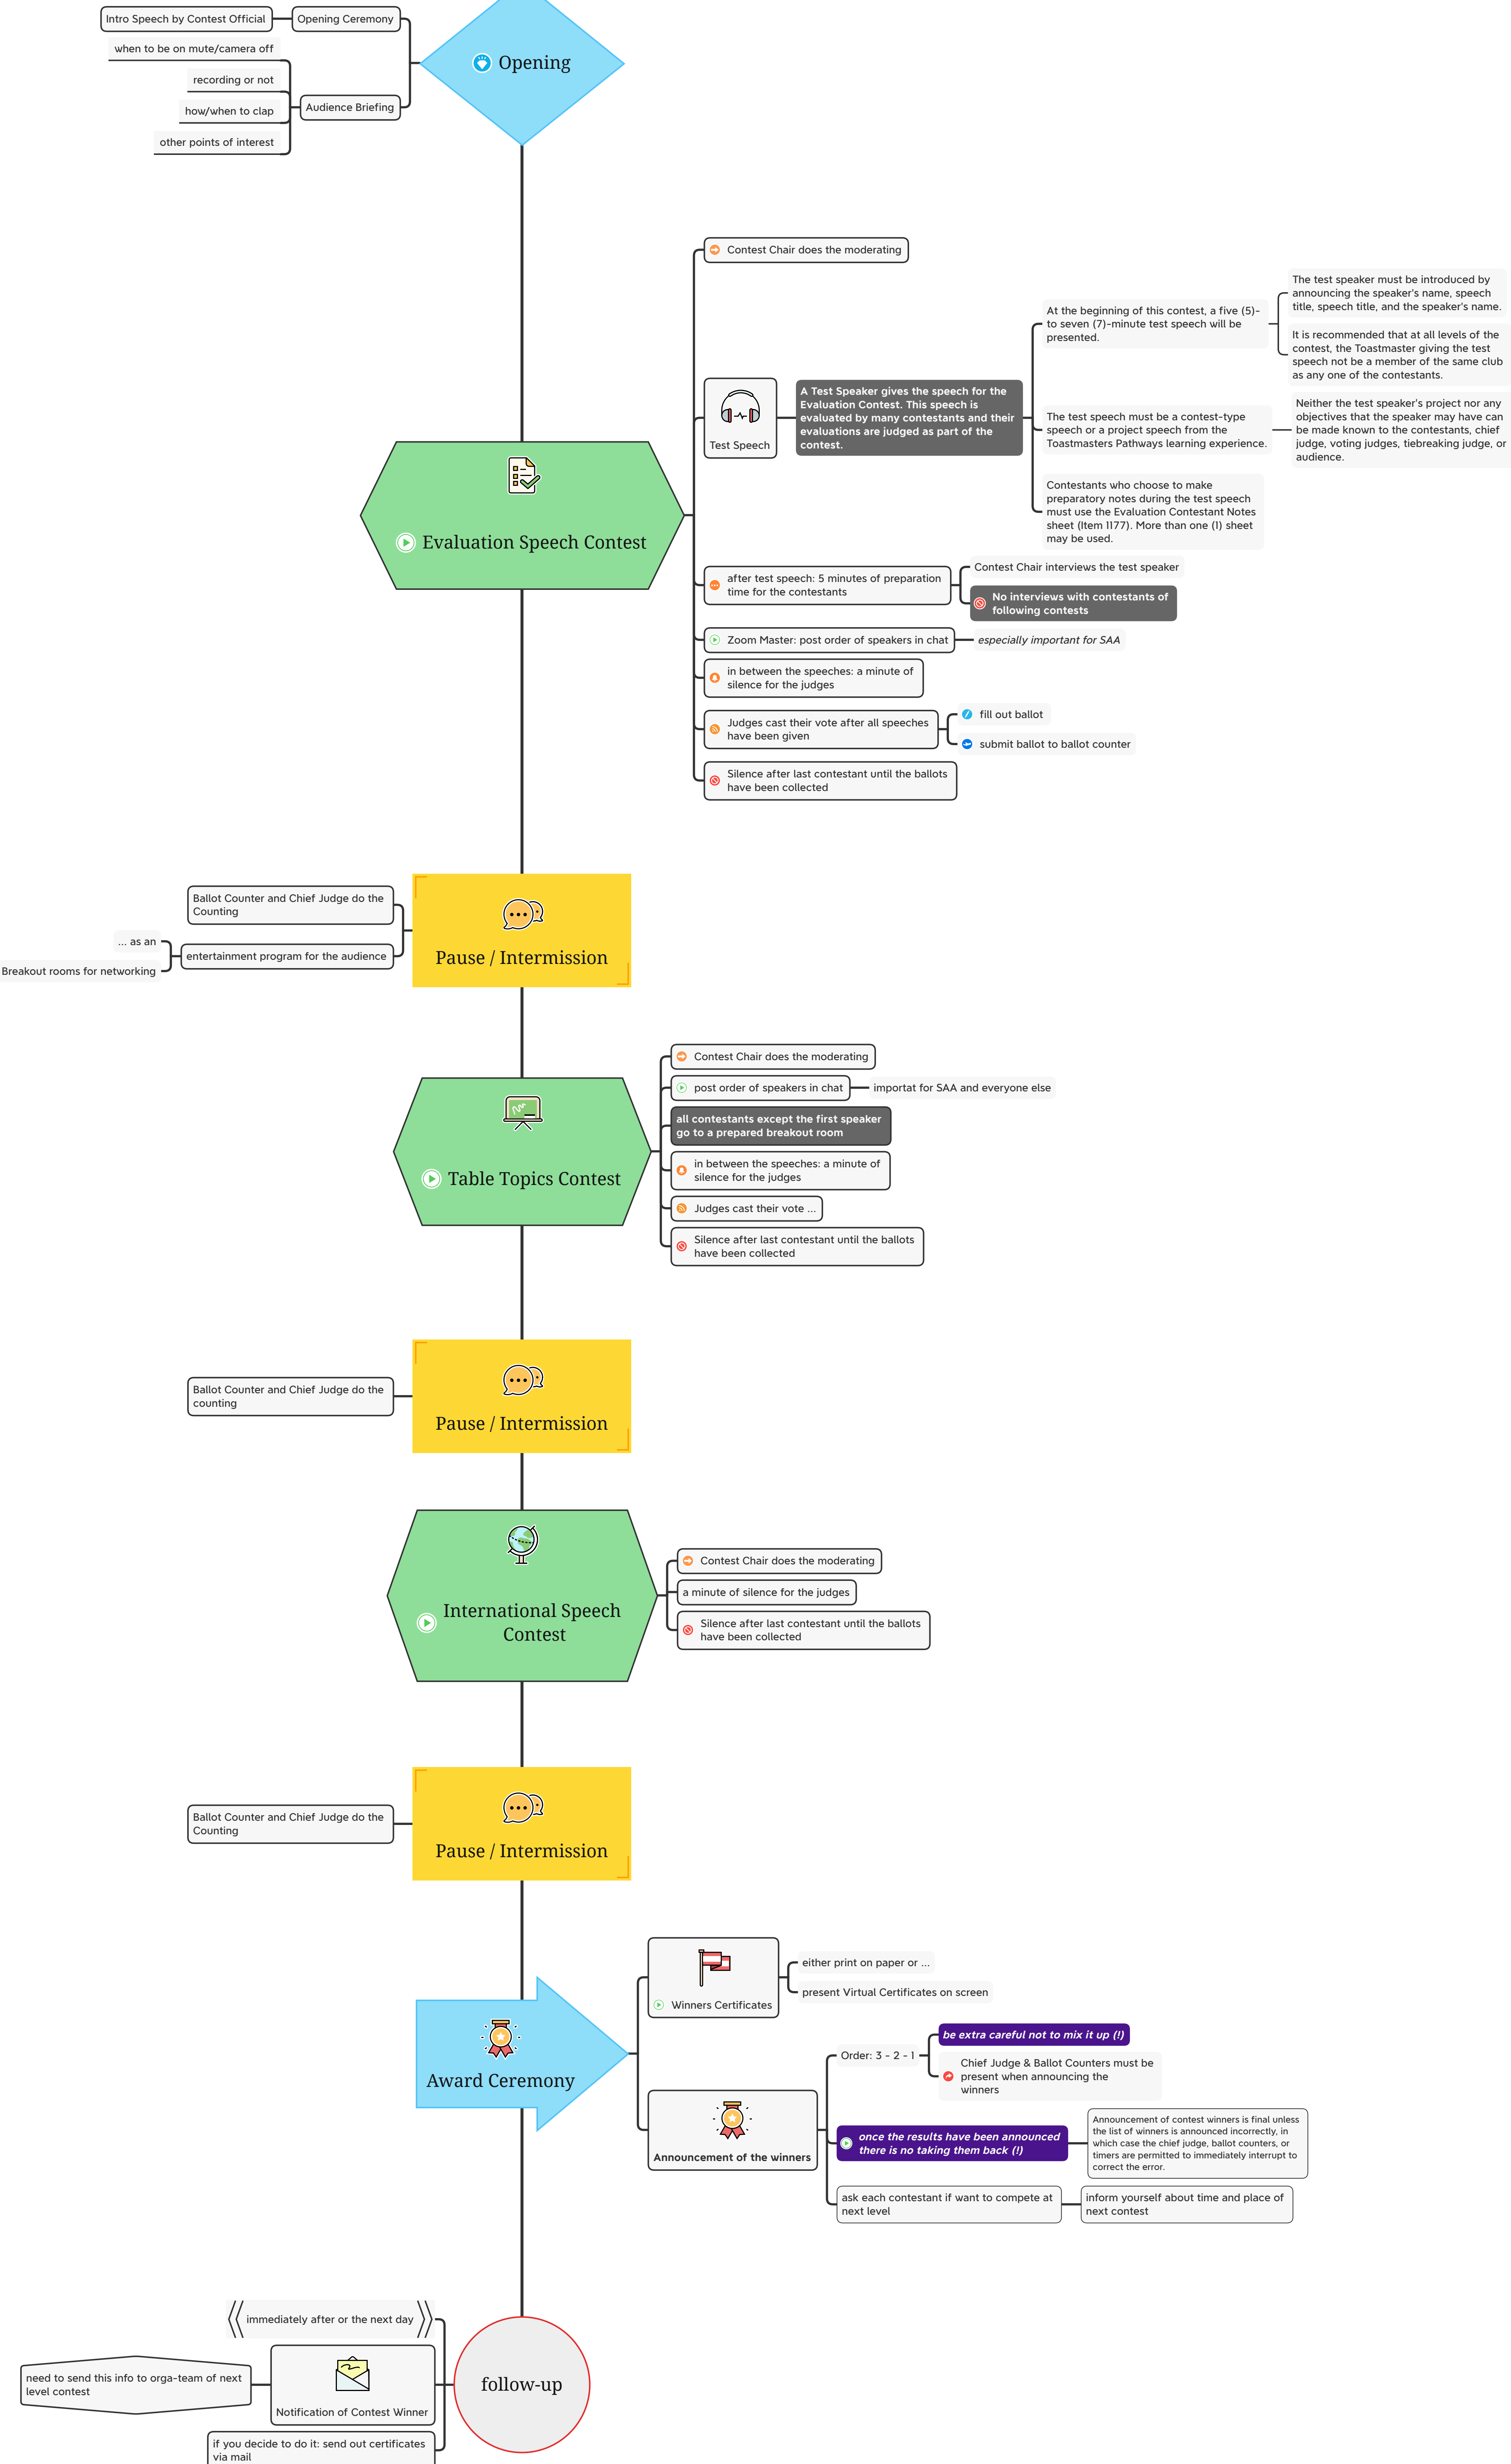 Intro Speech by Contest Official
Opening Ceremony
when to be on mute/camera off
recording or not
how/when to clap
other points of interest
Audience Briefing
Opening
Contest Chair does the moderating
Test Speech
A Test Speaker gives the speech for the
Evaluation Contest. This speech is
evaluated by many contestants and their
evaluations are judged as part of the
contest.
At the beginning of this contest, a five (5)-
to seven (7)-minute test speech will be
presented.
The test speaker must be introduced by
announcing the speaker's name, speech
title, speech title, and the speaker's name.
It is recommended that at all levels of the
contest, the Toastmaster giving the test
speech not be a member of the same club
as any one of the contestants.
The test speech must be a contest-type
speech or a project speech from the
Toastmasters Pathways learning experience.
Neither the test speaker's project nor any
objectives that the speaker may have can
be made known to the contestants, chief
judge, voting judges, tiebreaking judge, or
audience.
Contestants who choose to make
preparatory notes during the test speech
must use the Evaluation Contestant Notes
sheet (Item 1177). More than one (1) sheet
may be used.
Evaluation Speech Contest
after test speech: 5 minutes of preparation
time for the contestants
Contest Chair interviews the test speaker
No interviews with contestants of
following contests
Zoom Master: post order of speakers in chat
especially important for SAA
in between the speeches: a minute of
silence for the judges
Judges cast their vote after all speeches
have been given
fill out ballot
submit ballot to ballot counter
Silence after last contestant until the ballots
have been collected
Ballot Counter and Chief Judge do the
Counting
... as an
Breakout rooms for networking
entertainment program for the audience
Pause / Intermission
Contest Chair does the moderating
post order of speakers in chat
importat for SAA and everyone else
all contestants except the first speaker
go to a prepared breakout room
in between the speeches: a minute of
silence for the judges
Judges cast their vote ...
Silence after last contestant until the ballots
have been collected
Table Topics Contest
Ballot Counter and Chief Judge do the
counting
Pause / Intermission
International Speech
Contest
Contest Chair does the moderating
a minute of silence for the judges
Silence after last contestant until the ballots
have been collected
Ballot Counter and Chief Judge do the
Counting
Pause / Intermission
Award Ceremony
Winners Certificates
either print on paper or ...
present Virtual Certificates on screen
Announcement of the winners
Order: 3 - 2 - 1
be extra careful not to mix it up (!)
Chief Judge & Ballot Counters must be
present when announcing the
winners
once the results have been announced
there is no taking them back (!)
Announcement of contest winners is final unless
the list of winners is announced incorrectly, in
which case the chief judge, ballot counters, or
timers are permitted to immediately interrupt to
correct the error.
ask each contestant if want to compete at
next level
inform yourself about time and place of
next contest
immediately after or the next day
need to send this info to orga-team of next
level contest
Notification of Contest Winner
if you decide to do it: send out certificates
via mail
follow-up